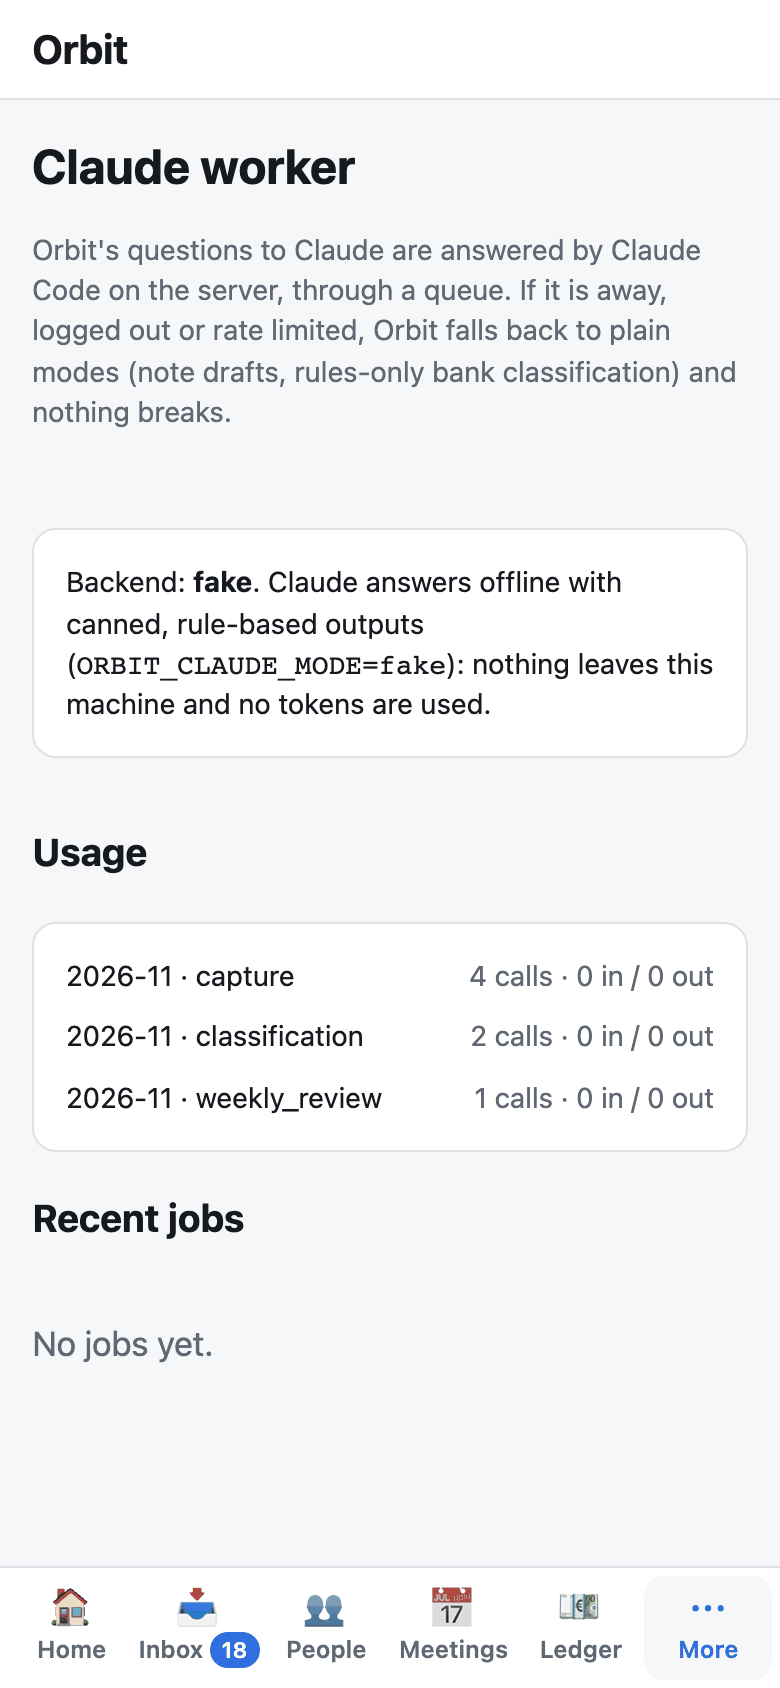 Orbit
Claude worker
Orbit's questions to Claude are answered by Claude
Code on the server, through a queue. If it is away,
logged out or rate limited, Orbit falls back to plain
modes (note drafts, rules-only bank classification) and
nothing breaks.
Backend: fake. Claude answers offline with
canned, rule-based outputs
(ORBIT_CLAUDE_MODE=fake): nothing leaves this
machine and no tokens are used.
Usage
2026-11 · capture 4 calls · 0 in / 0 out
2026-11 · classification 2 calls · 0 in / 0 out
2026-11 · weekly_review 1 calls · 0 in / 0 out
Recent jobs
No jobs yet.
JUL
17
Home Inbox 18 People Meetings Ledger More